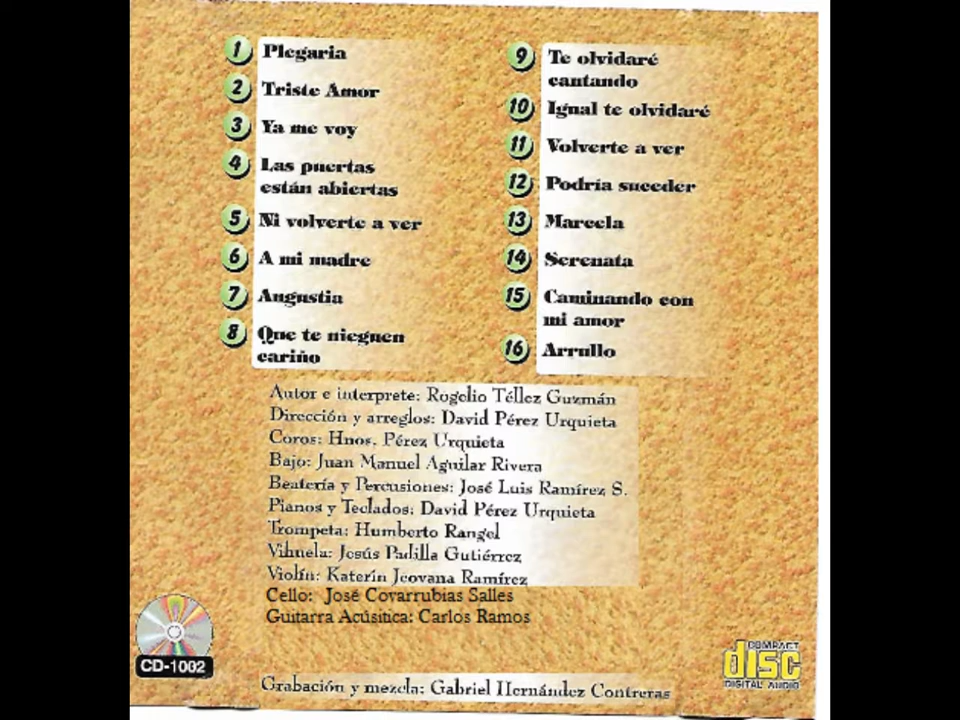 1 Plegaria
2 Triste Amor
3 Ya me voy
4 Las puertas
están abiertas
5 Ni volverte a ver
6 A mi madre
7 Angustia
8 Que te nieguen
cariño
9 Te olvidaré
cantando
10 Igual te olvidaré
11 Volverte a ver
12 Podría suceder
13 Marcela
14 Serenata
15 Caminando con
mi amor
16 Arrullo
Autor e interprete: Rogelio Téllez Guzmán
Dirección y arreglos: David Pérez Urquieta
Coros: Hnos. Pérez Urquieta
Bajo: Juan Manuel Aguilar Rivera
Beatería y Percusiones: José Luis Ramírez S.
Pianos y Teclados: David Pérez Urquieta
Trompeta: Humberto Rangel
Vihuela: Jesús Padilla Gutiérrez
Violín: Katerín Jeovana Ramírez
Cello: José Covarrubias Salles
Guitarra Acúsitica: Carlos Ramos
CD-1002
COMPACT
disc
DIGITAL AUDIO
Grabación y mezcla: Gabriel Hernández Contreras